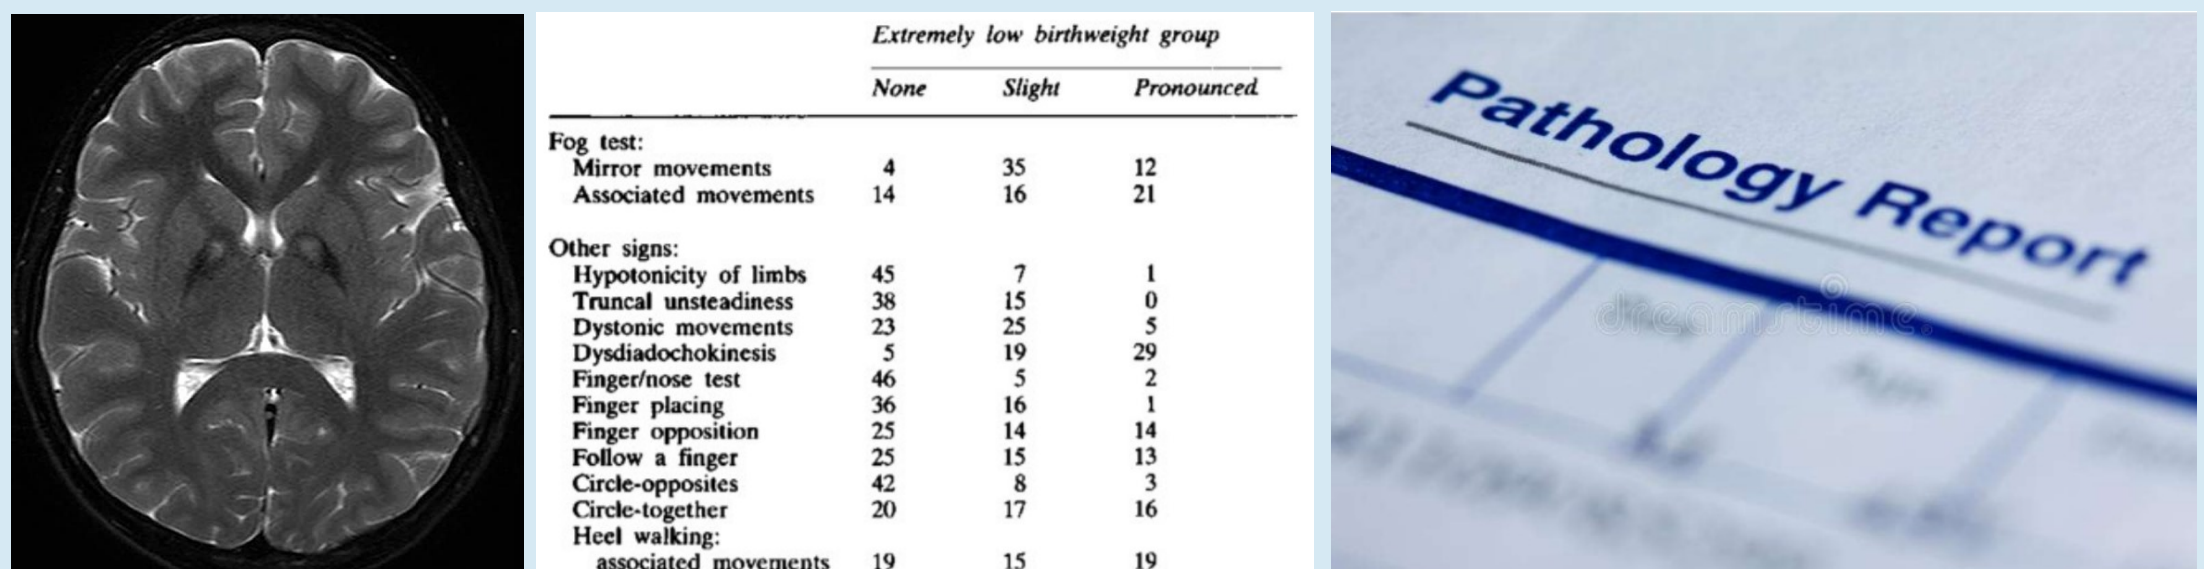 Extremely low birthweight group
None Slight Pronounced
Fog test:
Mirror movements 4 35 12
Associated movements 14 16 21
Other signs:
Hypotonicity of limbs 45 7 1
Truncal unsteadiness 38 15 0
Dystonic movements 23 25 5
Dysdiadochokinesis 5 19 29
Finger/nose test 46 5 2
Finger placing 36 16 1
Finger opposition 25 14 14
Follow a finger 25 15 13
Circle-opposites 42 8 3
Circle-together 20 17 16
Heel walking:
associated movements 19 15 19
Pathology Report
dreamstime.